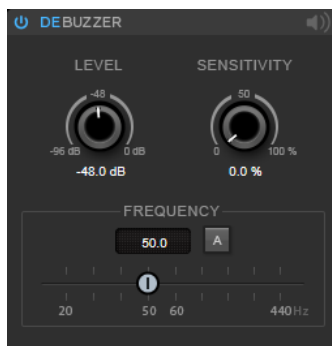 DEBUZZER
LEVEL SENSITIVITY
-48 50
-96 dB 0 dB 0 100 %
-48.0 dB 0.0 %
FREQUENCY
50.0 A
20 50 60 440 Hz